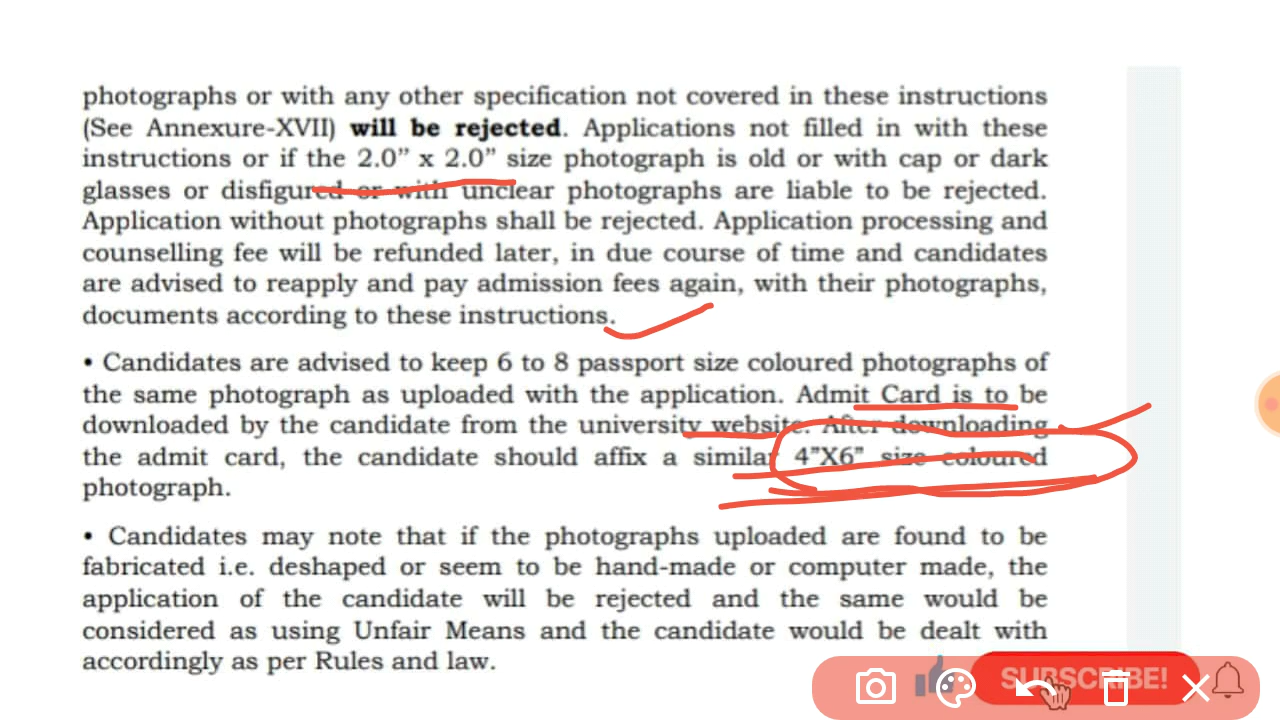 photographs or with any other specification not covered in these instructions
(See Annexure-XVII) will be rejected. Applications not filled in with these
instructions or if the 2.0” x 2.0” size photograph is old or with cap or dark
glasses or disfigured or with unclear photographs are liable to be rejected.
Application without photographs shall be rejected. Application processing and
counselling fee will be refunded later, in due course of time and candidates
are advised to reapply and pay admission fees again, with their photographs,
documents according to these instructions.
• Candidates are advised to keep 6 to 8 passport size coloured photographs of
the same photograph as uploaded with the application. Admit Card is to be
downloaded by the candidate from the university website. After downloading
the admit card, the candidate should affix a similar 4”X6” size coloured
photograph.
• Candidates may note that if the photographs uploaded are found to be
fabricated i.e. deshaped or seem to be hand-made or computer made, the
application of the candidate will be rejected and the same would be
considered as using Unfair Means and the candidate would be dealt with
accordingly as per Rules and law.
SUBSCRIBE!